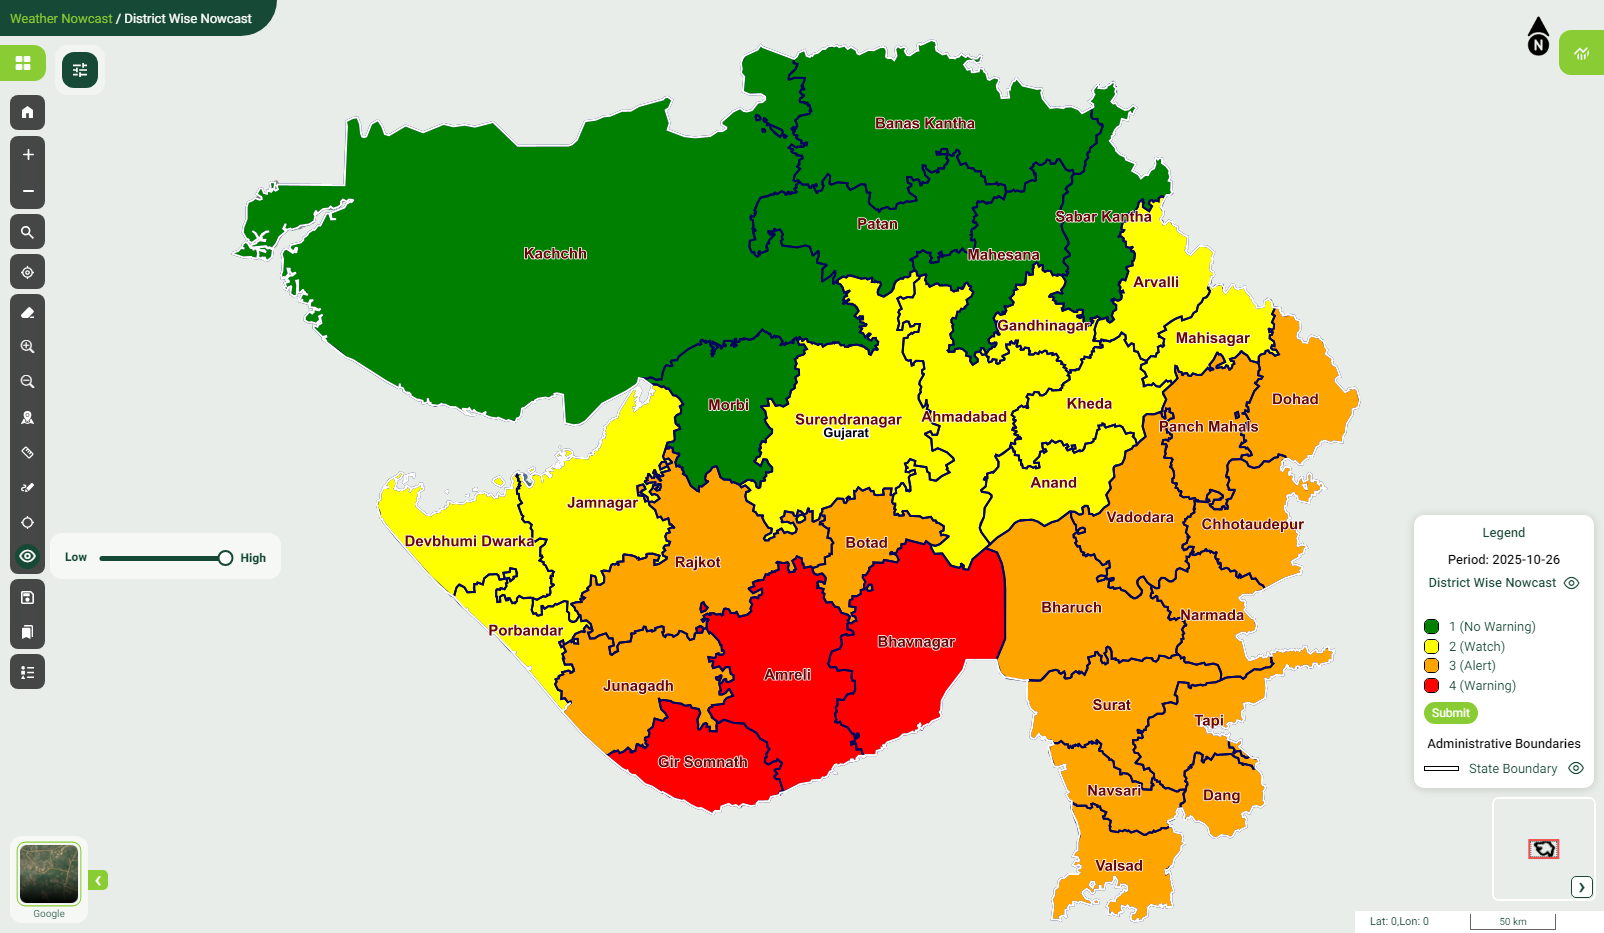 Weather Nowcast / District Wise Nowcast
N
Banas Kantha
Sabar Kantha
Patan
Kachchh
Mahesana
Arvalli
Gandhinagar
Mahisagar
Dohad
Kheda
Morbi
Surendranagar
Ahmadabad
Gujarat
Panch Mahals
Anand
Jamnagar
Vadodara
Chhotaudepur
Devbhumi Dwarka
Botad
Rajkot
Bharuch
Narmada
Porbandar
Bhavnagar
Amreli
Junagadh
Surat
Tapi
Gir Somnath
Navsari
Dang
Valsad
Low
High
Legend
Period: 2025-10-26
District Wise Nowcast
1 (No Warning)
2 (Watch)
3 (Alert)
4 (Warning)
Submit
Administrative Boundaries
State Boundary
Google
Lat: 0,Lon: 0
50 km